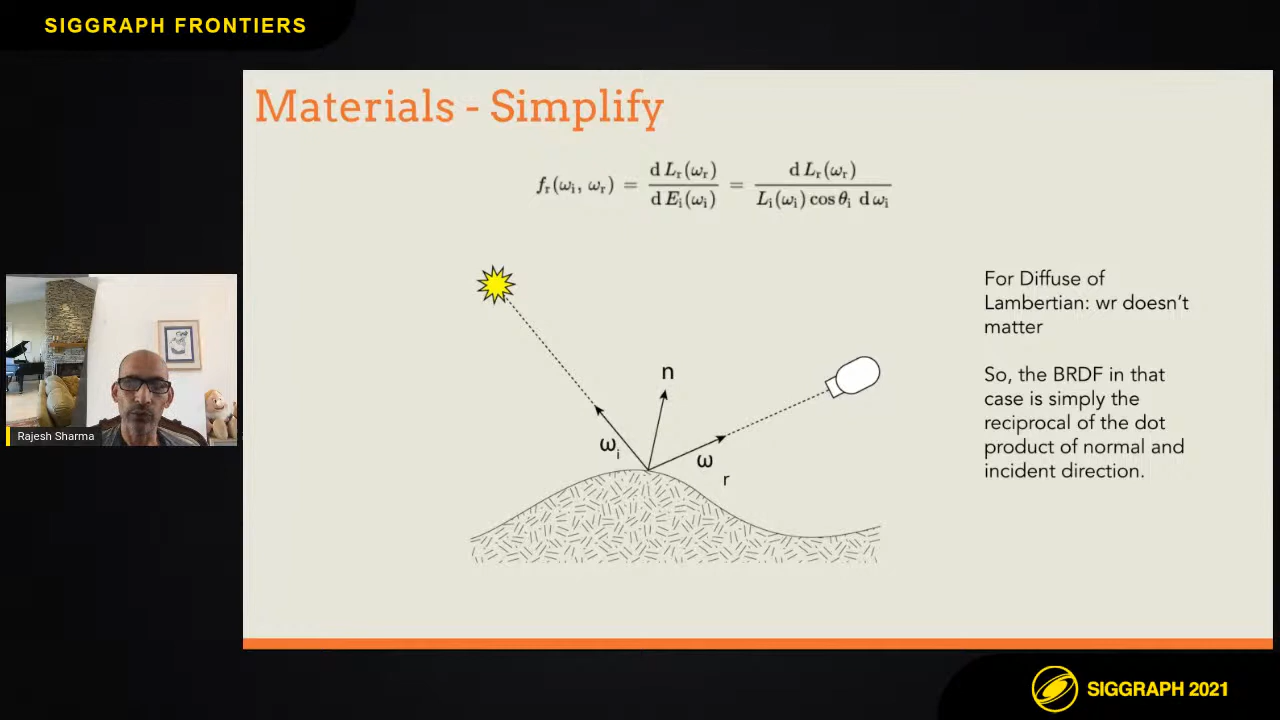 SIGGRAPH FRONTIERS
Materials - Simplify
fr(ωi, ωr) = d Lr(ωr) / d Ei(ωi) = d Lr(ωr) / Li(ωi) cos θi d ωi
For Diffuse of
Lambertian: wr doesn't
matter
So, the BRDF in that
case is simply the
reciprocal of the dot
product of normal and
incident direction.
n
ωi
ω
r
Rajesh Sharma
SIGGRAPH 2021